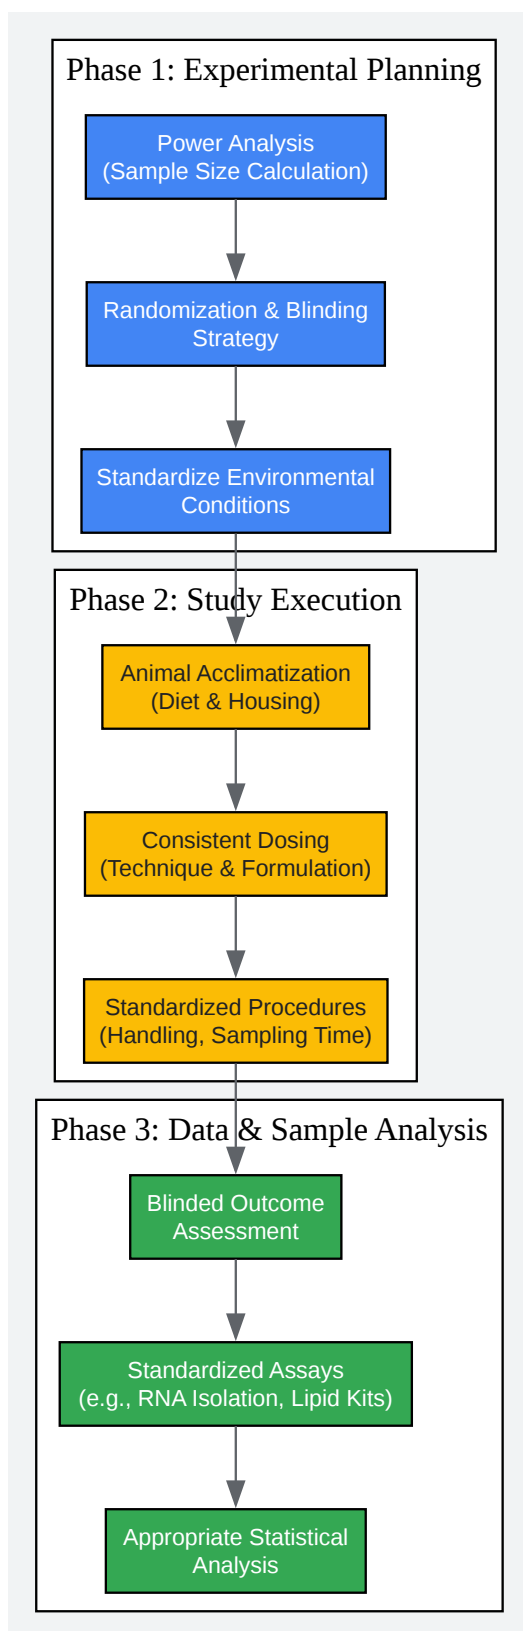 Phase 1: Experimental Planning
Power Analysis
(Sample Size Calculation)
Randomization & Blinding
Strategy
Standardize Environmental
Conditions
Phase 2: Study Execution
Animal Acclimatization
(Diet & Housing)
Consistent Dosing
(Technique & Formulation)
Standardized Procedures
(Handling, Sampling Time)
Phase 3: Data & Sample Analysis
Blinded Outcome
Assessment
Standardized Assays
(e.g., RNA Isolation, Lipid Kits)
Appropriate Statistical
Analysis